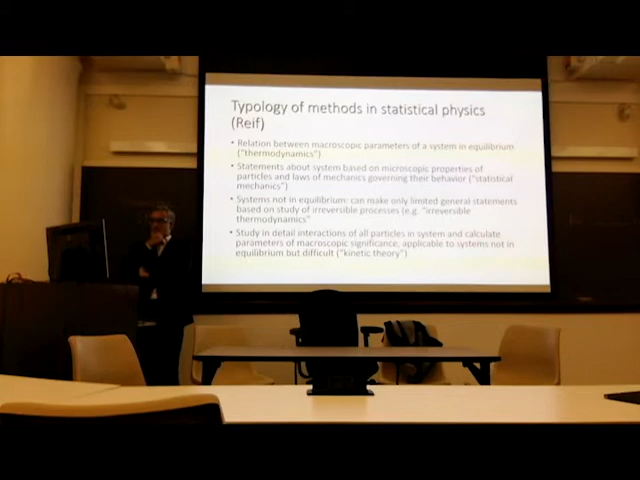 Typology of methods in statistical physics
(Reif)
• Relation between macroscopic parameters of a system in equilibrium
("thermodynamics")
• Statements about system based on microscopic properties of
particles and laws of mechanics governing their behavior ("statistical
mechanics")
• Systems not in equilibrium: can make only limited general statements
based on study of irreversible processes (e.g. "irreversible
thermodynamics"
• Study in detail interactions of all particles in system and calculate
parameters of macroscopic significance; applicable to systems not in
equilibrium but difficult ("kinetic theory")